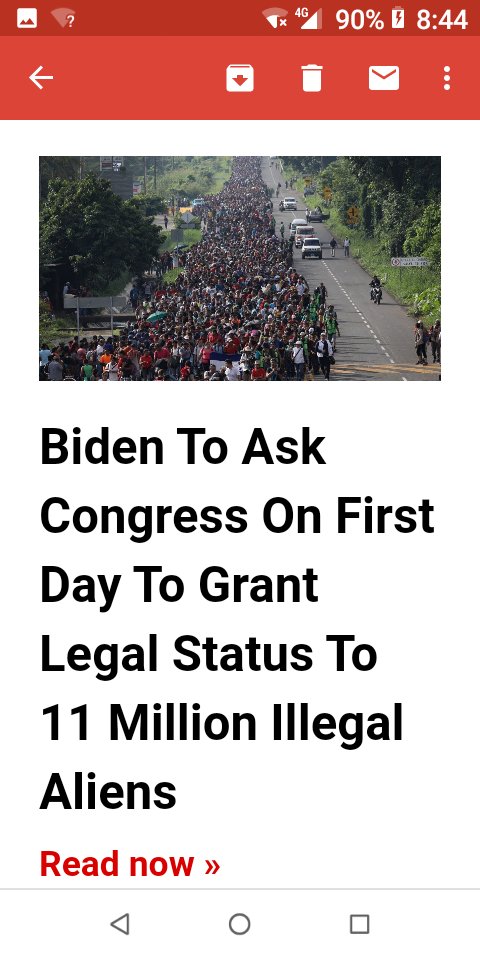 4G 90% 8:44
Biden To Ask
Congress On First
Day To Grant
Legal Status To
11 Million Illegal
Aliens
Read now »